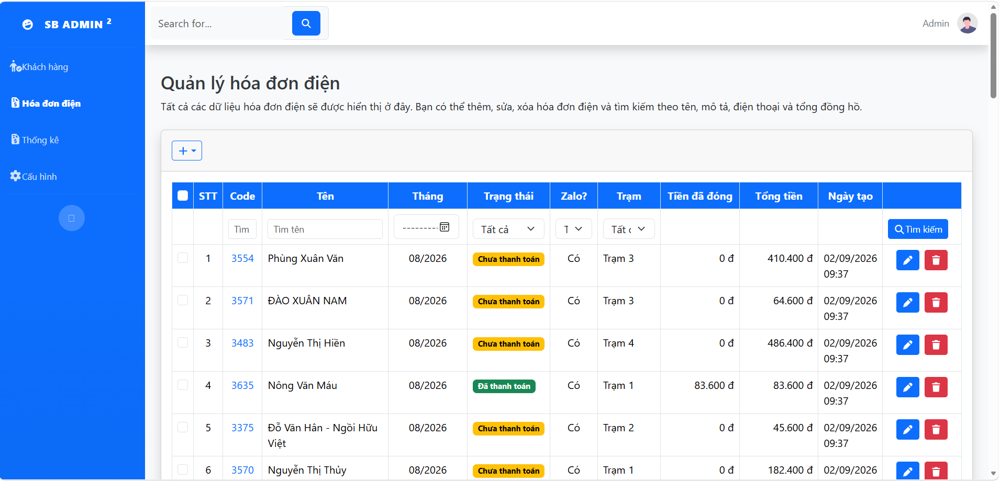 SB ADMIN 2
Search for...
Admin
Khách hàng
Hóa đơn điện
Thống kê
Cấu hình
Quản lý hóa đơn điện
Tất cả các dữ liệu hóa đơn điện sẽ được hiển thị ở đây. Bạn có thể thêm, sửa, xóa hóa đơn điện và tìm kiếm theo tên, mô tả, điện thoại và tổng đồng hồ.
STT Code Tên Tháng Trạng thái Zalo? Trạm Tiền đã đóng Tổng tiền Ngày tạo
Tìm Tìm tên ---------- Tất cả T Tất c Tìm kiếm
1 3554 Phùng Xuân Văn 08/2026 Chưa thanh toán Có Trạm 3 0 đ 410.400 đ 02/09/2026
09:37
2 3571 ĐÀO XUÂN NAM 08/2026 Chưa thanh toán Có Trạm 3 0 đ 64.600 đ 02/09/2026
09:37
3 3483 Nguyễn Thị Hiền 08/2026 Chưa thanh toán Có Trạm 4 0 đ 486.400 đ 02/09/2026
09:37
4 3635 Nông Văn Máu 08/2026 Đã thanh toán Có Trạm 1 83.600 đ 83.600 đ 02/09/2026
09:37
5 3375 Đỗ Văn Hân - Ngồi Hữu 08/2026 Chưa thanh toán Có Trạm 2 0 đ 45.600 đ 02/09/2026
Việt 09:37
6 3570 Nguyễn Thị Thủy 08/2026 Chưa thanh toán Có Trạm 1 0 đ 182.400 đ 02/09/2026